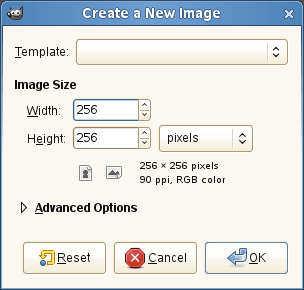 Create a New Image
Template:
Image Size
Width: 256
Height: 256 pixels
256 × 256 pixels
90 ppi, RGB color
Advanced Options
Reset Cancel OK